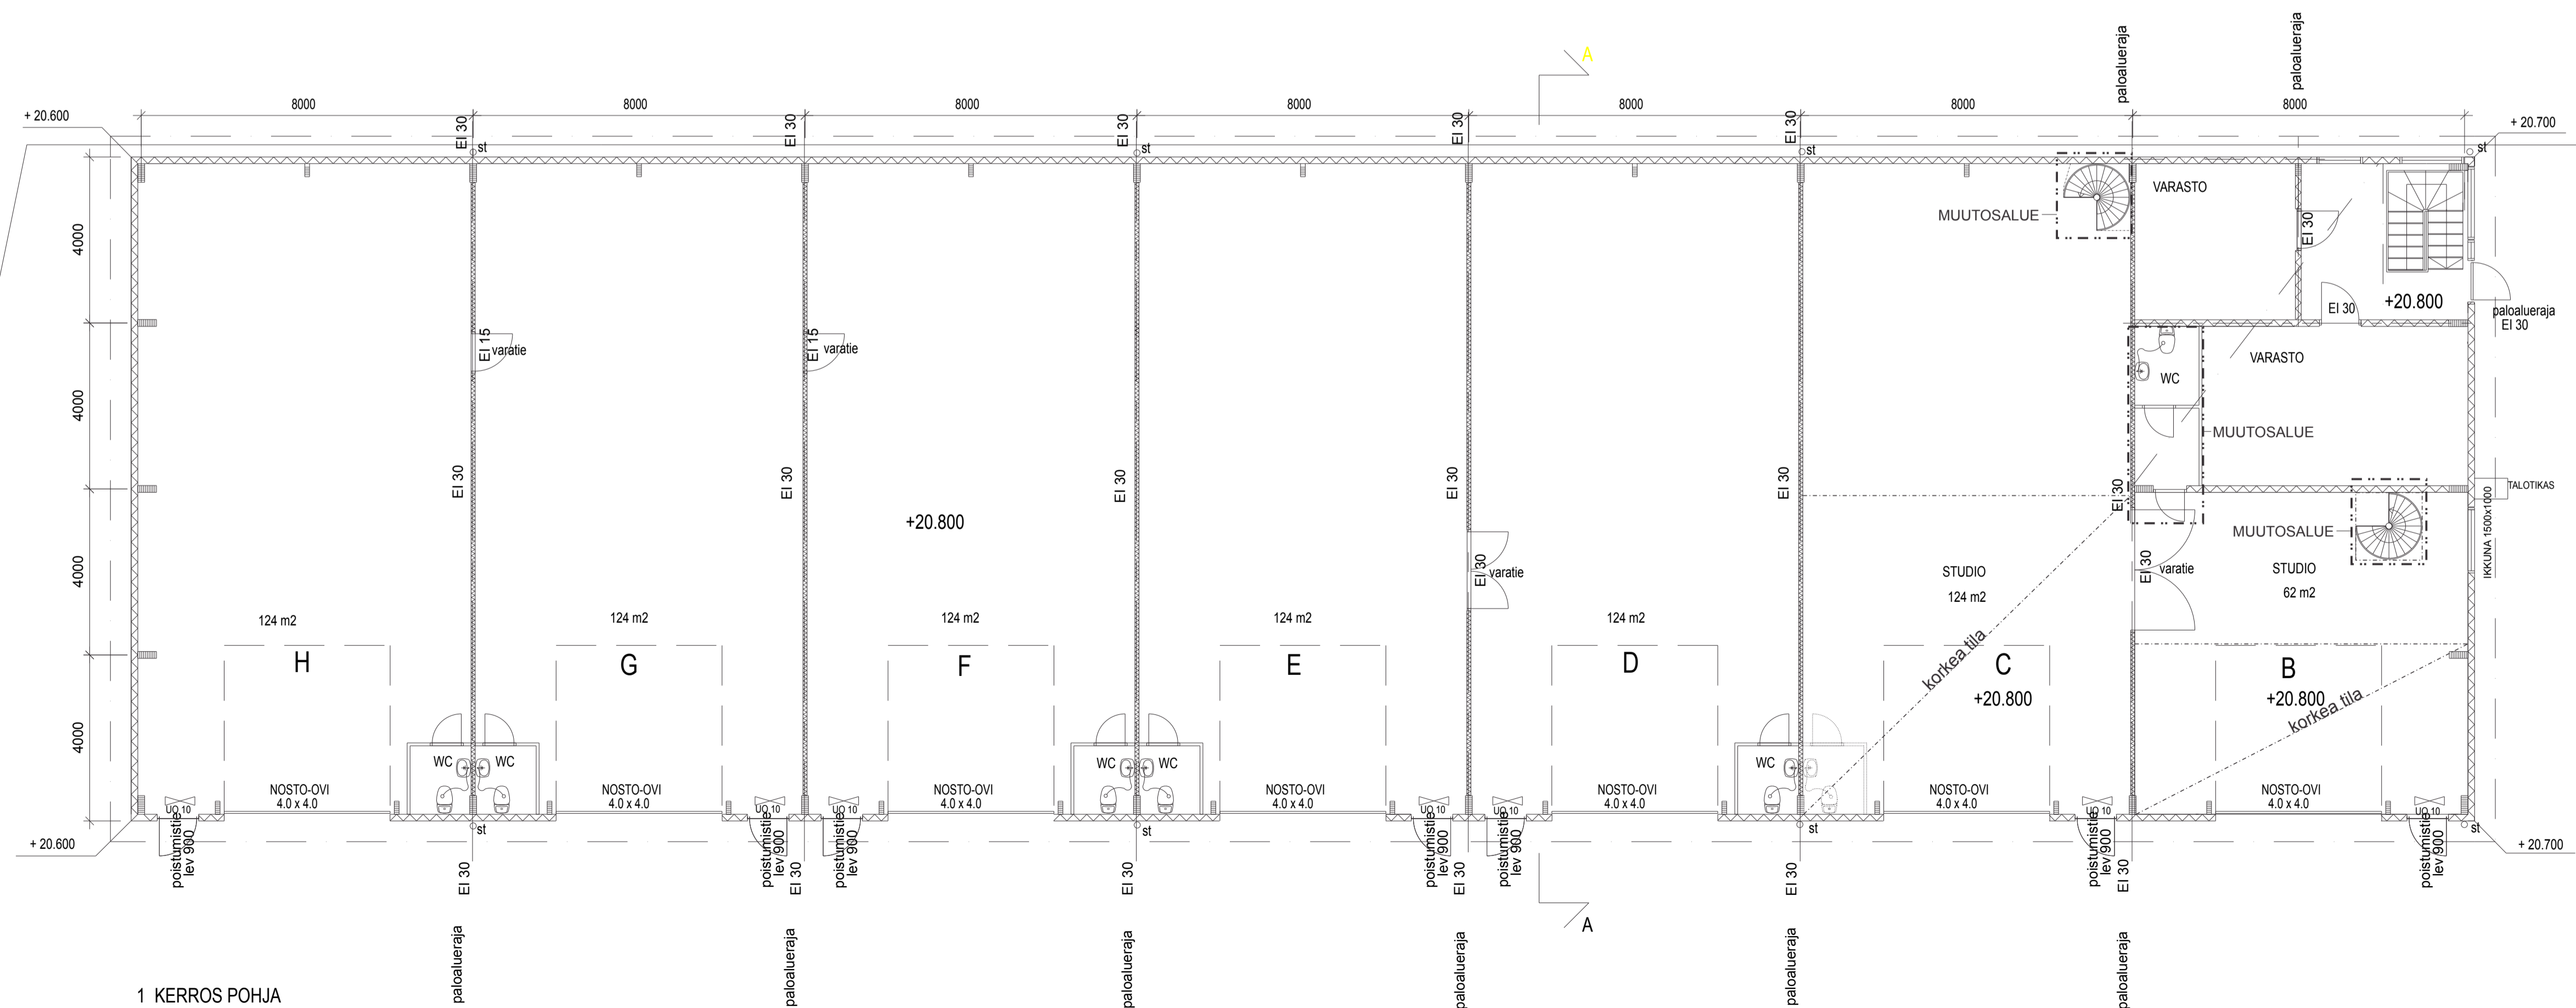 A
paloalueraja
paloalueraja
8000
8000
8000
8000
8000
8000
8000
+ 20.600
+ 20.700
EI 30
EI 30
EI 30
EI 30
EI 30
st
st
st
st
VARASTO
MUUTOSALUE
EI 30
4000
EI 30
+20.800
paloalueraja
EI 30
EI 15
varatie
EI 15
varatie
VARASTO
WC
4000
MUUTOSALUE
EI 30
EI 30
EI 30
EI 30
EI 30
EI 30
TALOTIKAS
IKKUNA 1500x1000
+20.800
MUUTOSALUE
4000
EI 30
varatie
EI 30
varatie
STUDIO
124 m2
STUDIO
62 m2
124 m2
124 m2
124 m2
124 m2
124 m2
H
G
F
E
D
C
B
korkea tila
+20.800
+20.800
korkea tila
4000
WC
WC
WC
WC
WC
NOSTO-OVI
4.0 x 4.0
NOSTO-OVI
4.0 x 4.0
NOSTO-OVI
4.0 x 4.0
NOSTO-OVI
4.0 x 4.0
NOSTO-OVI
4.0 x 4.0
NOSTO-OVI
4.0 x 4.0
NOSTO-OVI
4.0 x 4.0
UO 10
UO 10
UO 10
UO 10
UO 10
UO 10
UO 10
st
st
st
st
+ 20.600
+ 20.700
poistumistie
lev 900
poistumistie
lev 900
poistumistie
lev 900
poistumistie
lev 900
poistumistie
lev 900
poistumistie
lev 900
poistumistie
lev 900
EI 30
EI 30
EI 30
EI 30
EI 30
EI 30
A
paloalueraja
paloalueraja
paloalueraja
paloalueraja
paloalueraja
paloalueraja
1 KERROS POHJA